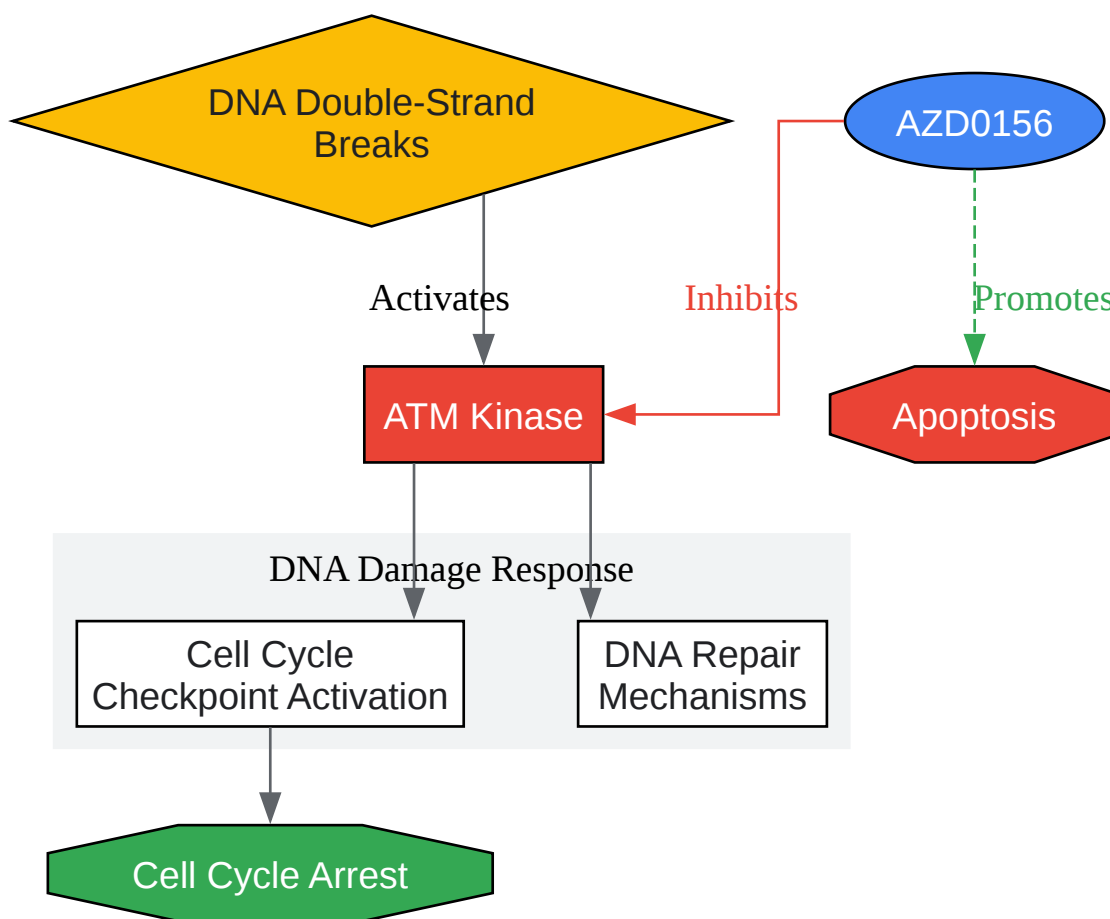 DNA Double-Strand
Breaks
AZD0156
Activates
Inhibits
Promotes
ATM Kinase
Apoptosis
DNA Damage Response
Cell Cycle
Checkpoint Activation
DNA Repair
Mechanisms
Cell Cycle Arrest